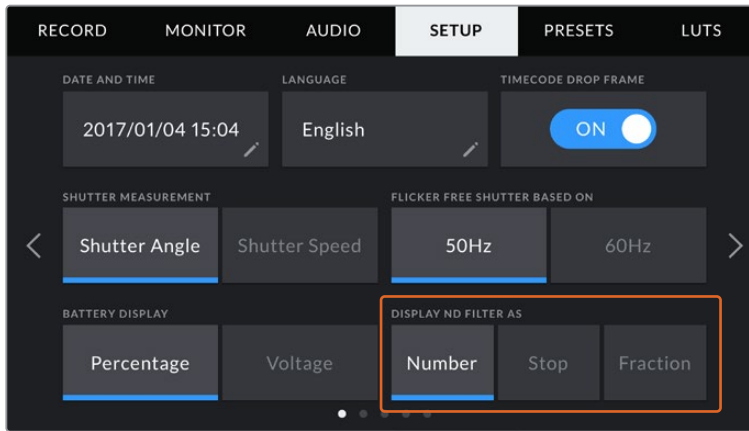 RECORD MONITOR AUDIO SETUP PRESETS LUTS
DATE AND TIME LANGUAGE TIMECODE DROP FRAME
2017/01/04 15:04 English ON
SHUTTER MEASUREMENT FLICKER FREE SHUTTER BASED ON
Shutter Angle Shutter Speed 50Hz 60Hz
BATTERY DISPLAY DISPLAY ND FILTER AS
Percentage Voltage Number Stop Fraction